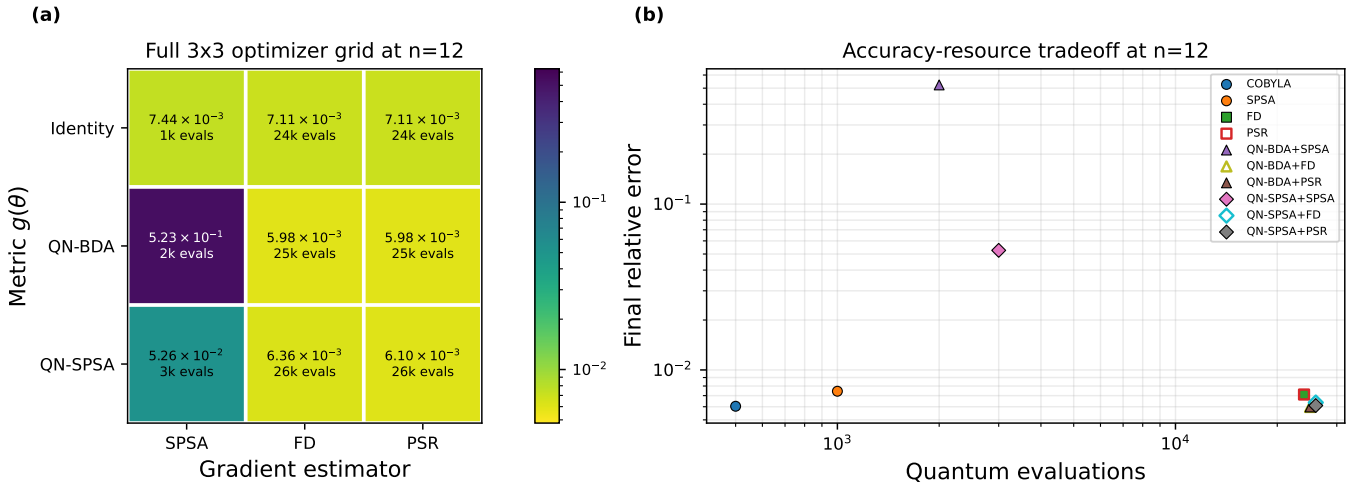 (a)
Full 3x3 optimizer grid at n=12
Metric g(θ)
Identity
QN-BDA
QN-SPSA
7.44 × 10⁻³
1k evals
7.11 × 10⁻³
24k evals
7.11 × 10⁻³
24k evals
5.23 × 10⁻¹
2k evals
5.98 × 10⁻³
25k evals
5.98 × 10⁻³
25k evals
5.26 × 10⁻²
3k evals
6.36 × 10⁻³
26k evals
6.10 × 10⁻³
26k evals
SPSA
FD
PSR
Gradient estimator
10⁻¹
10⁻²
(b)
Accuracy-resource tradeoff at n=12
Final relative error
10⁻¹
10⁻²
COBYLA
SPSA
FD
PSR
QN-BDA+SPSA
QN-BDA+FD
QN-BDA+PSR
QN-SPSA+SPSA
QN-SPSA+FD
QN-SPSA+PSR
10³
10⁴
Quantum evaluations